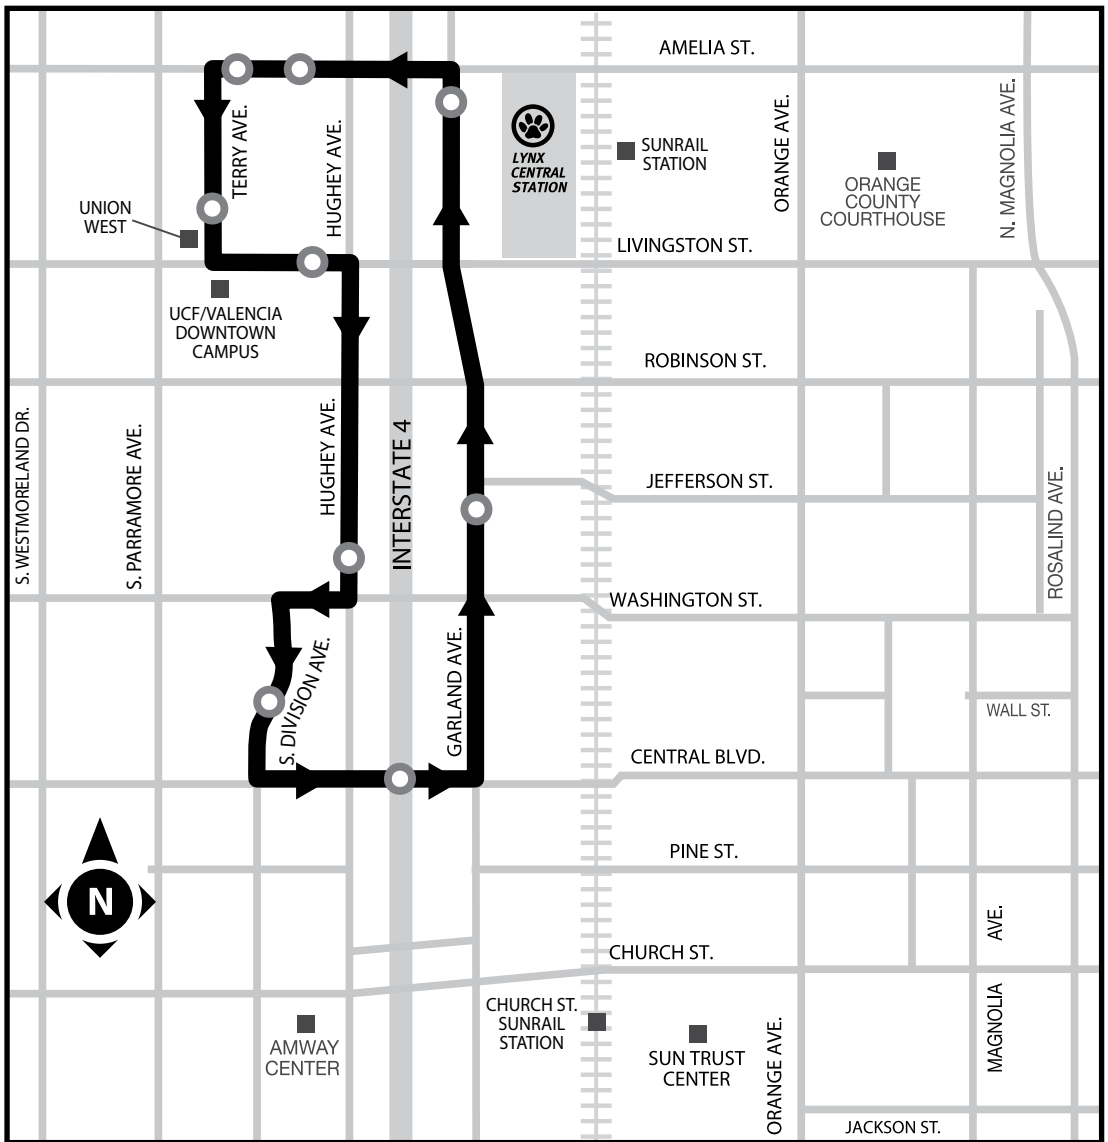 AMELIA ST.
TERRY AVE.
HUGHEY AVE.
LYNX
CENTRAL
STATION
SUNRAIL
STATION
ORANGE AVE.
ORANGE
COUNTY
COURTHOUSE
N. MAGNOLIA AVE.
UNION
WEST
LIVINGSTON ST.
UCF/VALENCIA
DOWNTOWN
CAMPUS
ROBINSON ST.
S. WESTMORELAND DR.
S. PARRAMORE AVE.
HUGHEY AVE.
INTERSTATE 4
JEFFERSON ST.
ROSALIND AVE.
WASHINGTON ST.
S. DIVISION AVE.
GARLAND AVE.
WALL ST.
CENTRAL BLVD.
PINE ST.
N
AVE.
CHURCH ST.
MAGNOLIA
CHURCH ST.
SUNRAIL
STATION
AMWAY
CENTER
SUN TRUST
CENTER
ORANGE AVE.
JACKSON ST.